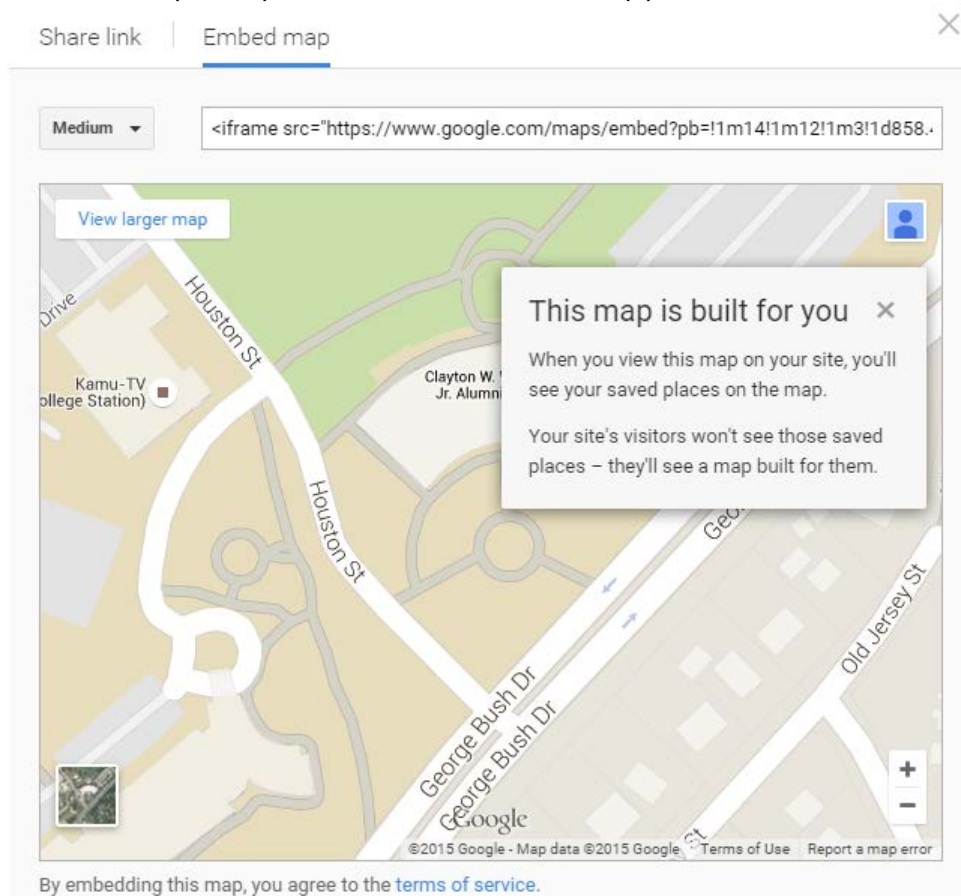 Share link
Embed map
Medium
<iframe src="https://www.google.com/maps/embed?pb=!1m14!1m12!1m3!1d858.
View larger map
Drive
Houston St
Kamu-TV
ollege Station)
Clayton W.
Jr. Alumni
This map is built for you
When you view this map on your site, you'll
see your saved places on the map.
Your site's visitors won't see those saved
places – they'll see a map built for them.
Houston St
Geo
Old Jersey St
George Bush Dr
George Bush Dr
+
−
Google
©2015 Google - Map data ©2015 Google
Terms of Use
Report a map error
By embedding this map, you agree to the terms of service.